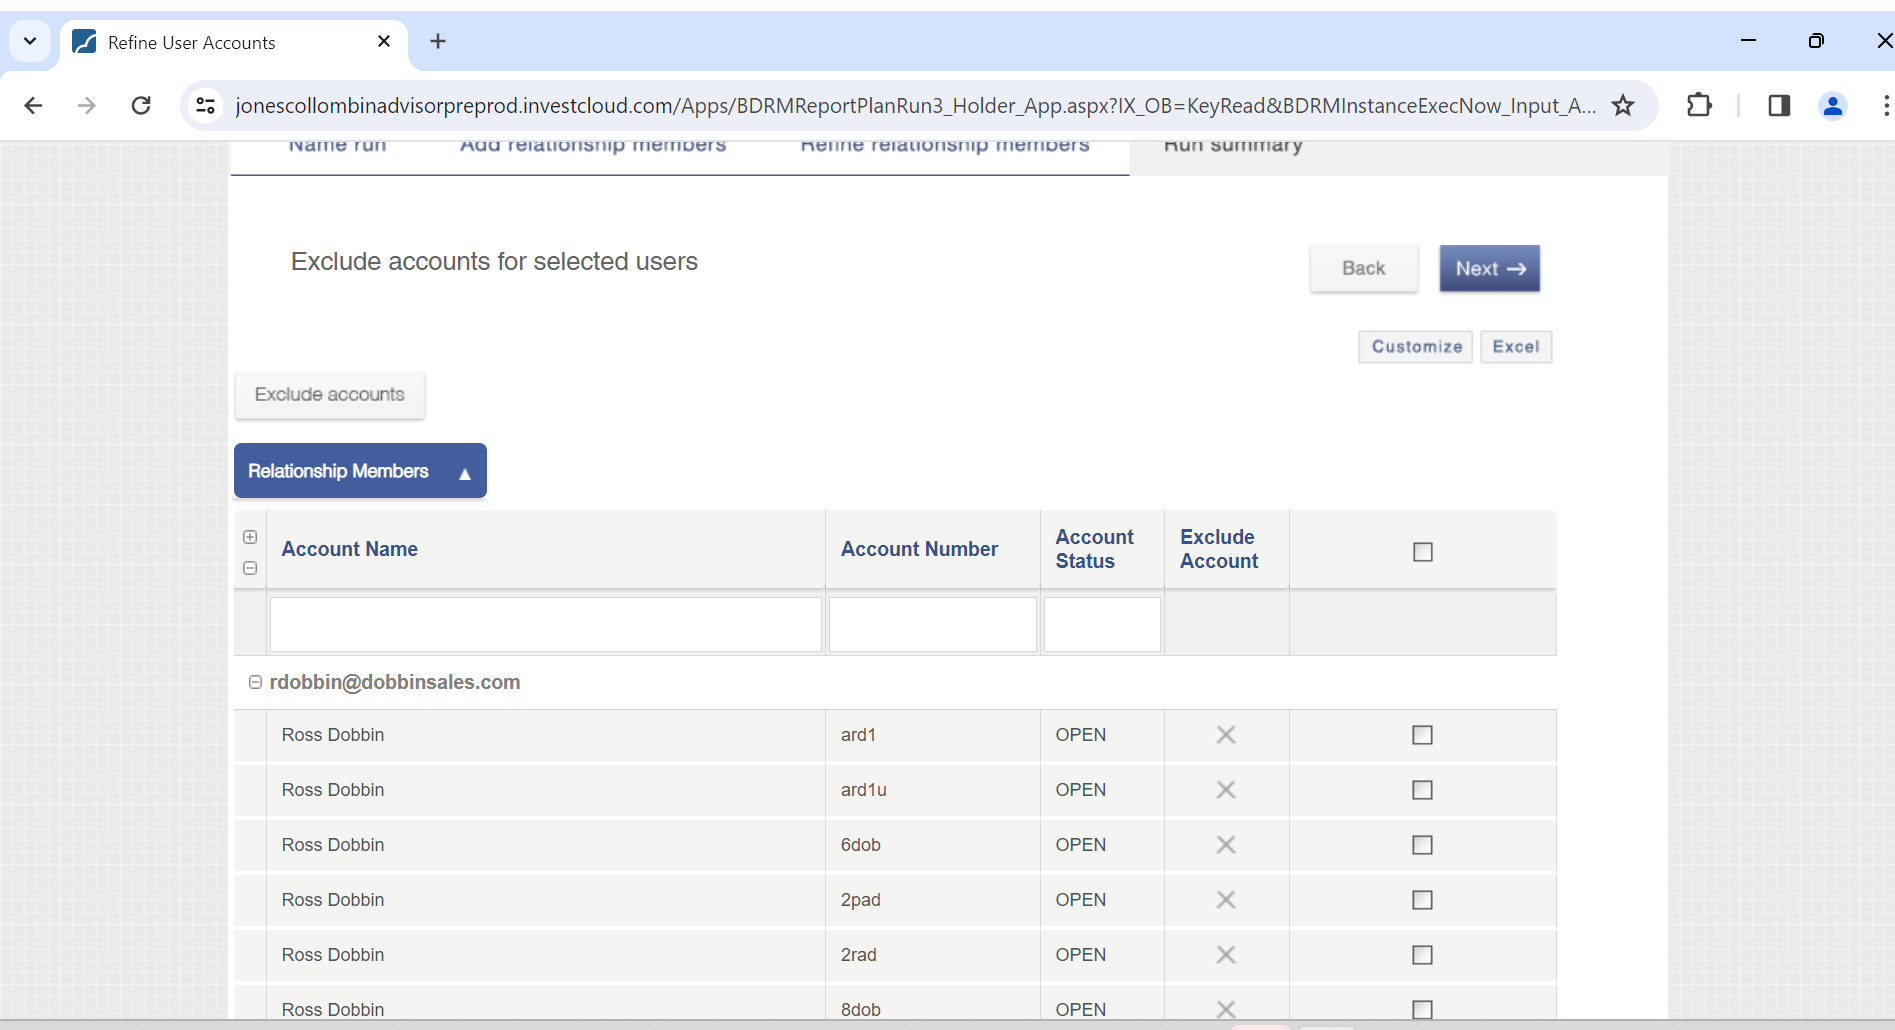 Refine User Accounts
jonescollombinadvisorpreprod.investcloud.com/Apps/BDRMReportPlanRun3_Holder_App.aspx?IX_OB=KeyRead&BDRMInstanceExecNow_Input_A...
Name run Add relationship members Refine relationship members Run summary
Exclude accounts for selected users
Back Next →
Customize Excel
Exclude accounts
Relationship Members ▲
Account Name Account Number Account Status Exclude Account
rdobbin@dobbinsales.com
Ross Dobbin ard1 OPEN
Ross Dobbin ard1u OPEN
Ross Dobbin 6dob OPEN
Ross Dobbin 2pad OPEN
Ross Dobbin 2rad OPEN
Ross Dobbin 8dob OPEN